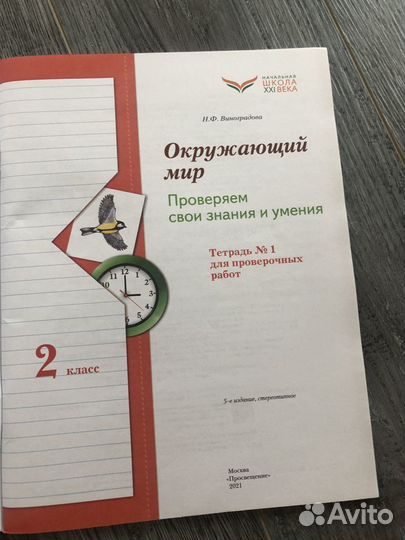 НАЧАЛЬНАЯ
ШКОЛА
XXI ВЕКА
Н.Ф. Виноградова
Окружающий
мир
Проверяем
свои знания и умения
Тетрадь № 1
для проверочных
работ
2 класс
5-е издание, стереотипное
Москва
«Просвещение»
2021
Avito